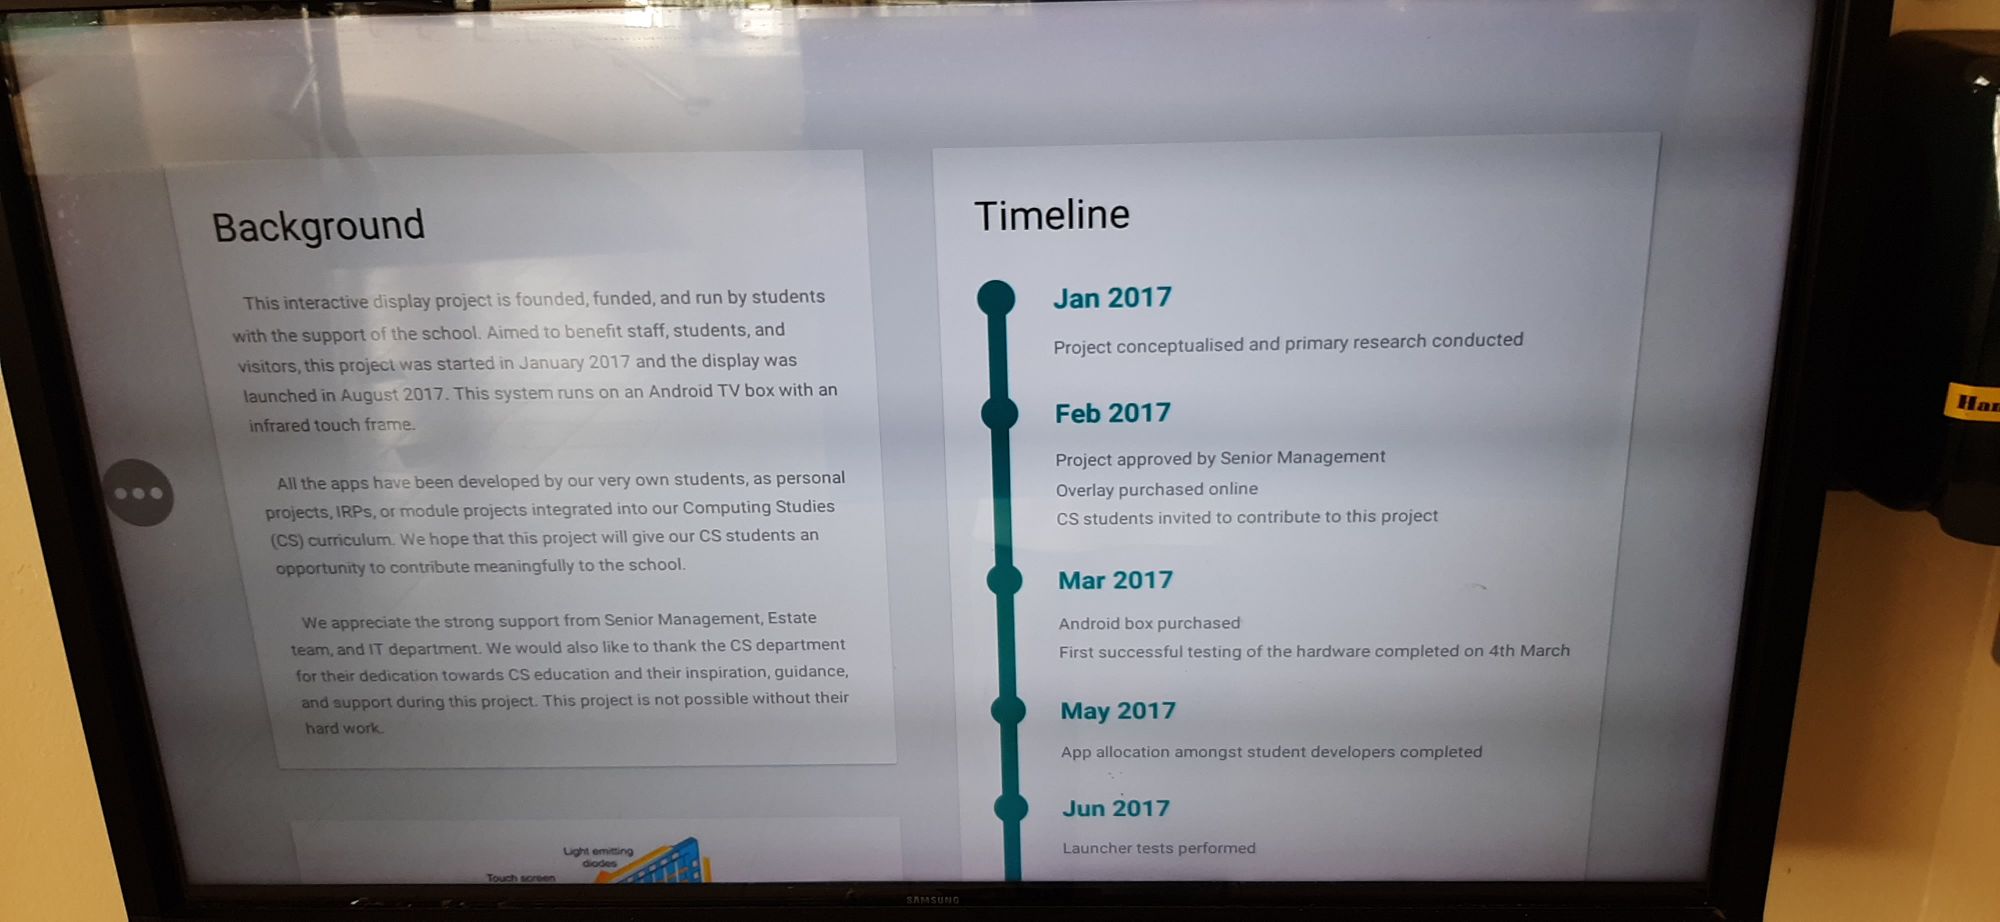 Background
This interactive display project is founded, funded, and run by students
with the support of the school. Aimed to benefit staff, students, and
visitors, this project was started in January 2017 and the display was
launched in August 2017. This system runs on an Android TV box with an
infrared touch frame.
All the apps have been developed by our very own students, as personal
projects, IRPs, or module projects integrated into our Computing Studies
(CS) curriculum. We hope that this project will give our CS students an
opportunity to contribute meaningfully to the school.
We appreciate the strong support from Senior Management, Estate
team, and IT department. We would also like to thank the CS department
for their dedication towards CS education and their inspiration, guidance,
and support during this project. This project is not possible without their
hard work.
Light emitting
diodes
Touch screen
Timeline
Jan 2017
Project conceptualised and primary research conducted
Feb 2017
Project approved by Senior Management
Overlay purchased online
CS students invited to contribute to this project
Mar 2017
Android box purchased
First successful testing of the hardware completed on 4th March
May 2017
App allocation amongst student developers completed
Jun 2017
Launcher tests performed
SAMSUNG